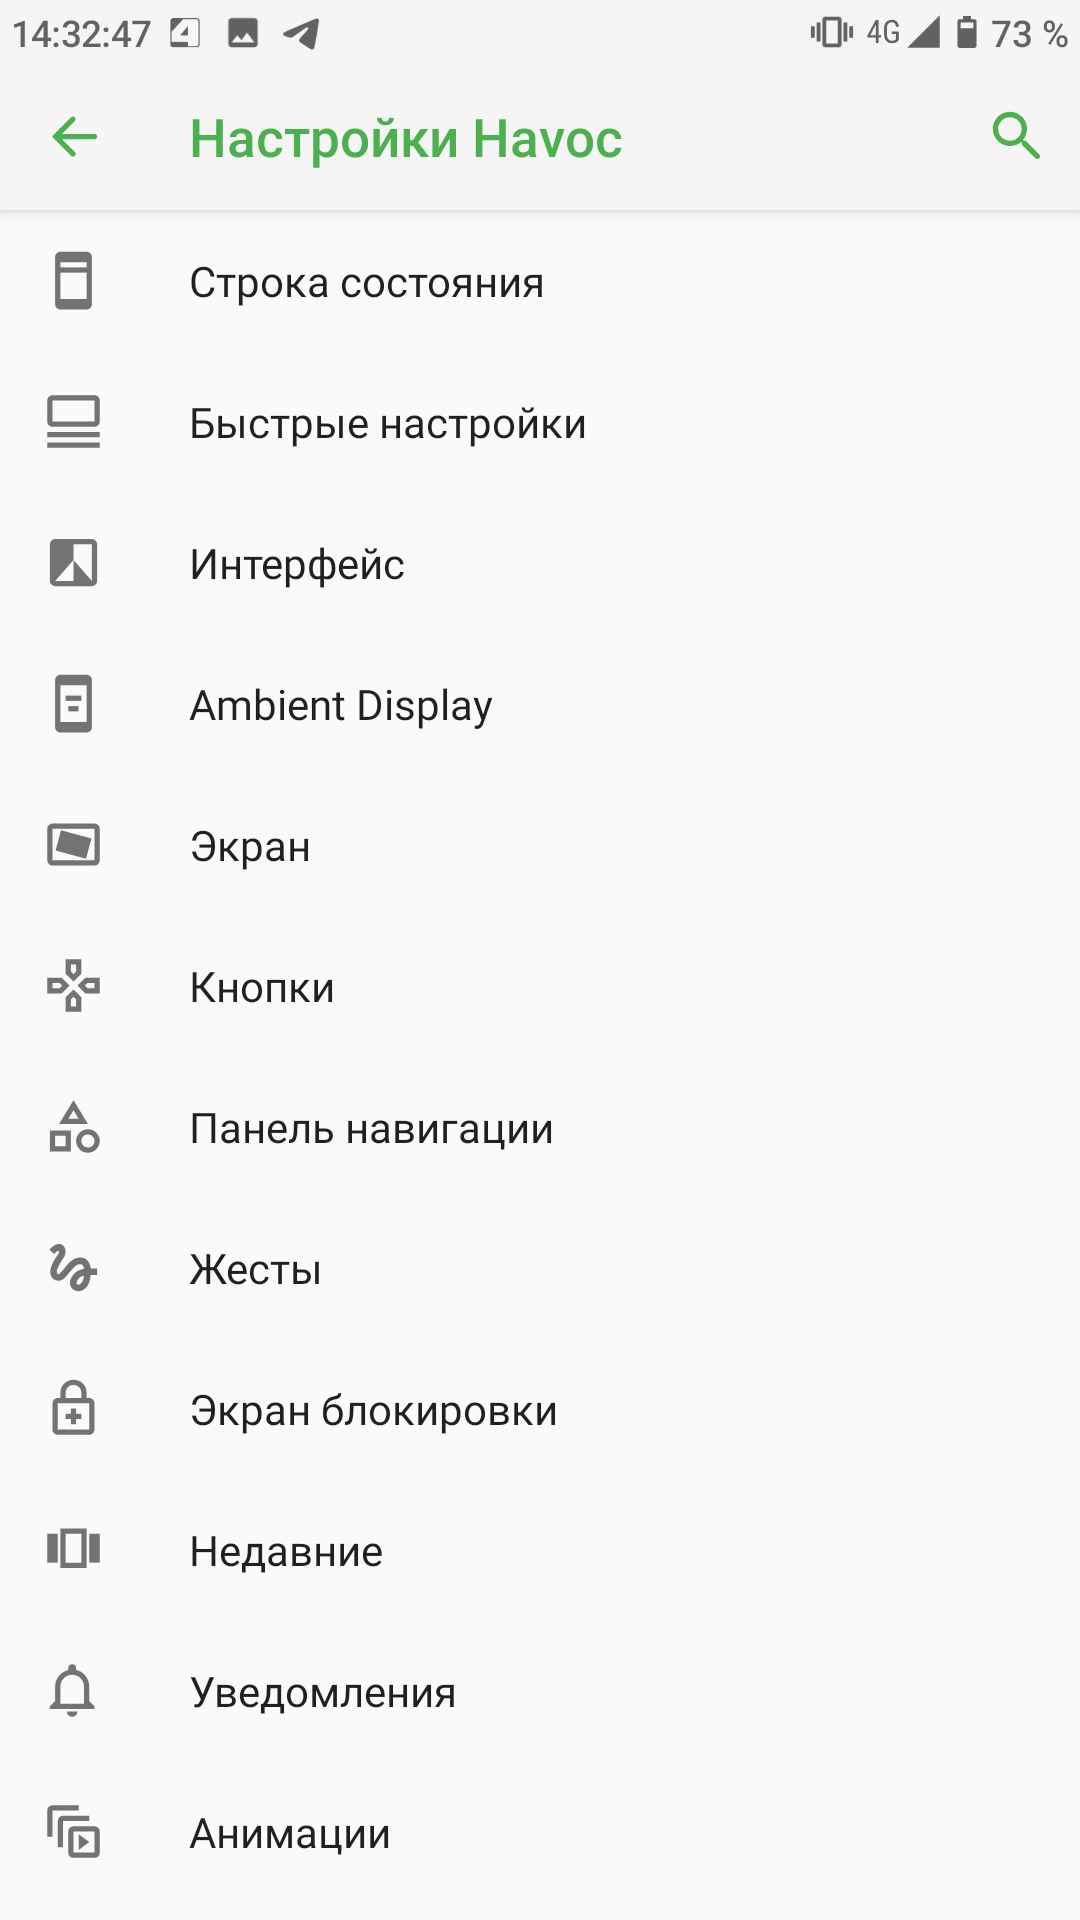 14:32:47 4G 73 %
Настройки Havoc
Строка состояния
Быстрые настройки
Интерфейс
Ambient Display
Экран
Кнопки
Панель навигации
Жесты
Экран блокировки
Недавние
Уведомления
Анимации